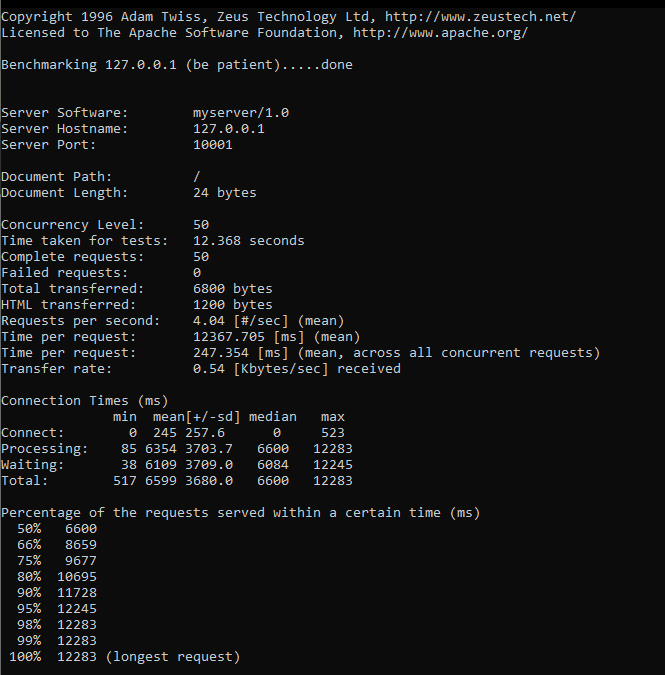 Copyright 1996 Adam Twiss, Zeus Technology Ltd, http://www.zeustech.net/
Licensed to The Apache Software Foundation, http://www.apache.org/

Benchmarking 127.0.0.1 (be patient).....done


Server Software:        myserver/1.0
Server Hostname:        127.0.0.1
Server Port:            10001

Document Path:          /
Document Length:        24 bytes

Concurrency Level:      50
Time taken for tests:   12.368 seconds
Complete requests:      50
Failed requests:        0
Total transferred:      6800 bytes
HTML transferred:       1200 bytes
Requests per second:    4.04 [#/sec] (mean)
Time per request:       12367.705 [ms] (mean)
Time per request:       247.354 [ms] (mean, across all concurrent requests)
Transfer rate:          0.54 [Kbytes/sec] received

Connection Times (ms)
              min  mean[+/-sd] median   max
Connect:        0  245 257.6      0     523
Processing:    85 6354 3703.7   6600   12283
Waiting:       38 6109 3709.0   6084   12245
Total:        517 6599 3680.0   6600   12283

Percentage of the requests served within a certain time (ms)
  50%   6600
  66%   8659
  75%   9677
  80%  10695
  90%  11728
  95%  12245
  98%  12283
  99%  12283
 100%  12283 (longest request)